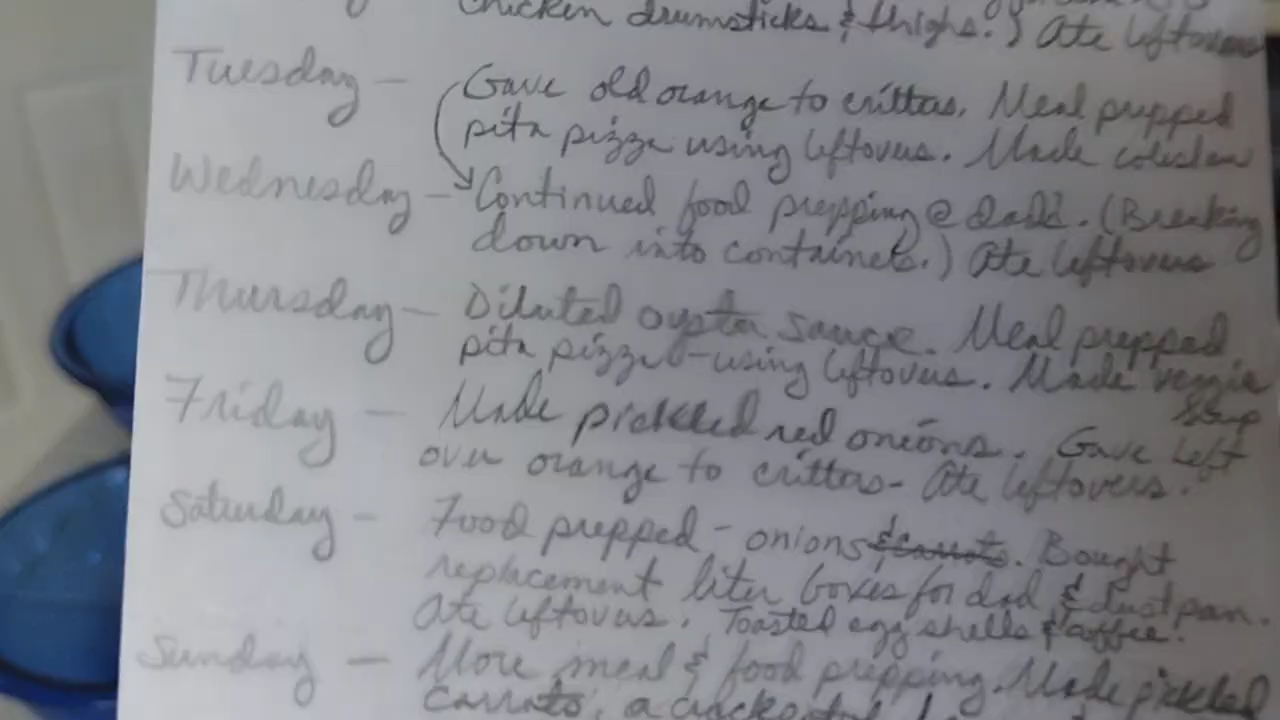 chicken drumsticks & thighs.) Ate leftovers
Tuesday - Gave old orange to critters. Meal prepped
pita pizza using leftovers. Made coleslaw
Wednesday - Continued food prepping @ dad's. (Breaking
down into containers.) Ate leftovers
Thursday - Diluted oyster sauce. Meal prepped
pita pizza - using leftovers. Made veggie
soup
Friday - Made pickled red onions. Gave left
over orange to critters - Ate leftovers.
Saturday - Food prepped - onions & carrots. Bought
replacement liter boxes for dad & dustpan.
Ate leftovers. Toasted egg shells & coffee.
Sunday - More meal & food prepping. Made pickled
carrots, a